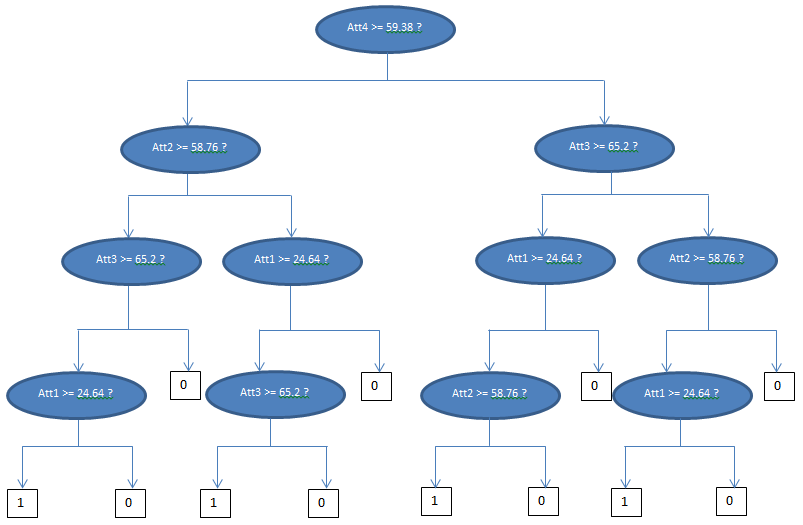 Att4 >= 59.38 ?
Att2 >= 58.76 ?
Att3 >= 65.2 ?
Att3 >= 65.2 ?
Att1 >= 24.64 ?
Att1 >= 24.64 ?
Att2 >= 58.76 ?
Att1 >= 24.64 ?
0
Att3 >= 65.2 ?
0
Att2 >= 58.76 ?
0
Att1 >= 24.64 ?
0
1
0
1
0
1
0
1
0